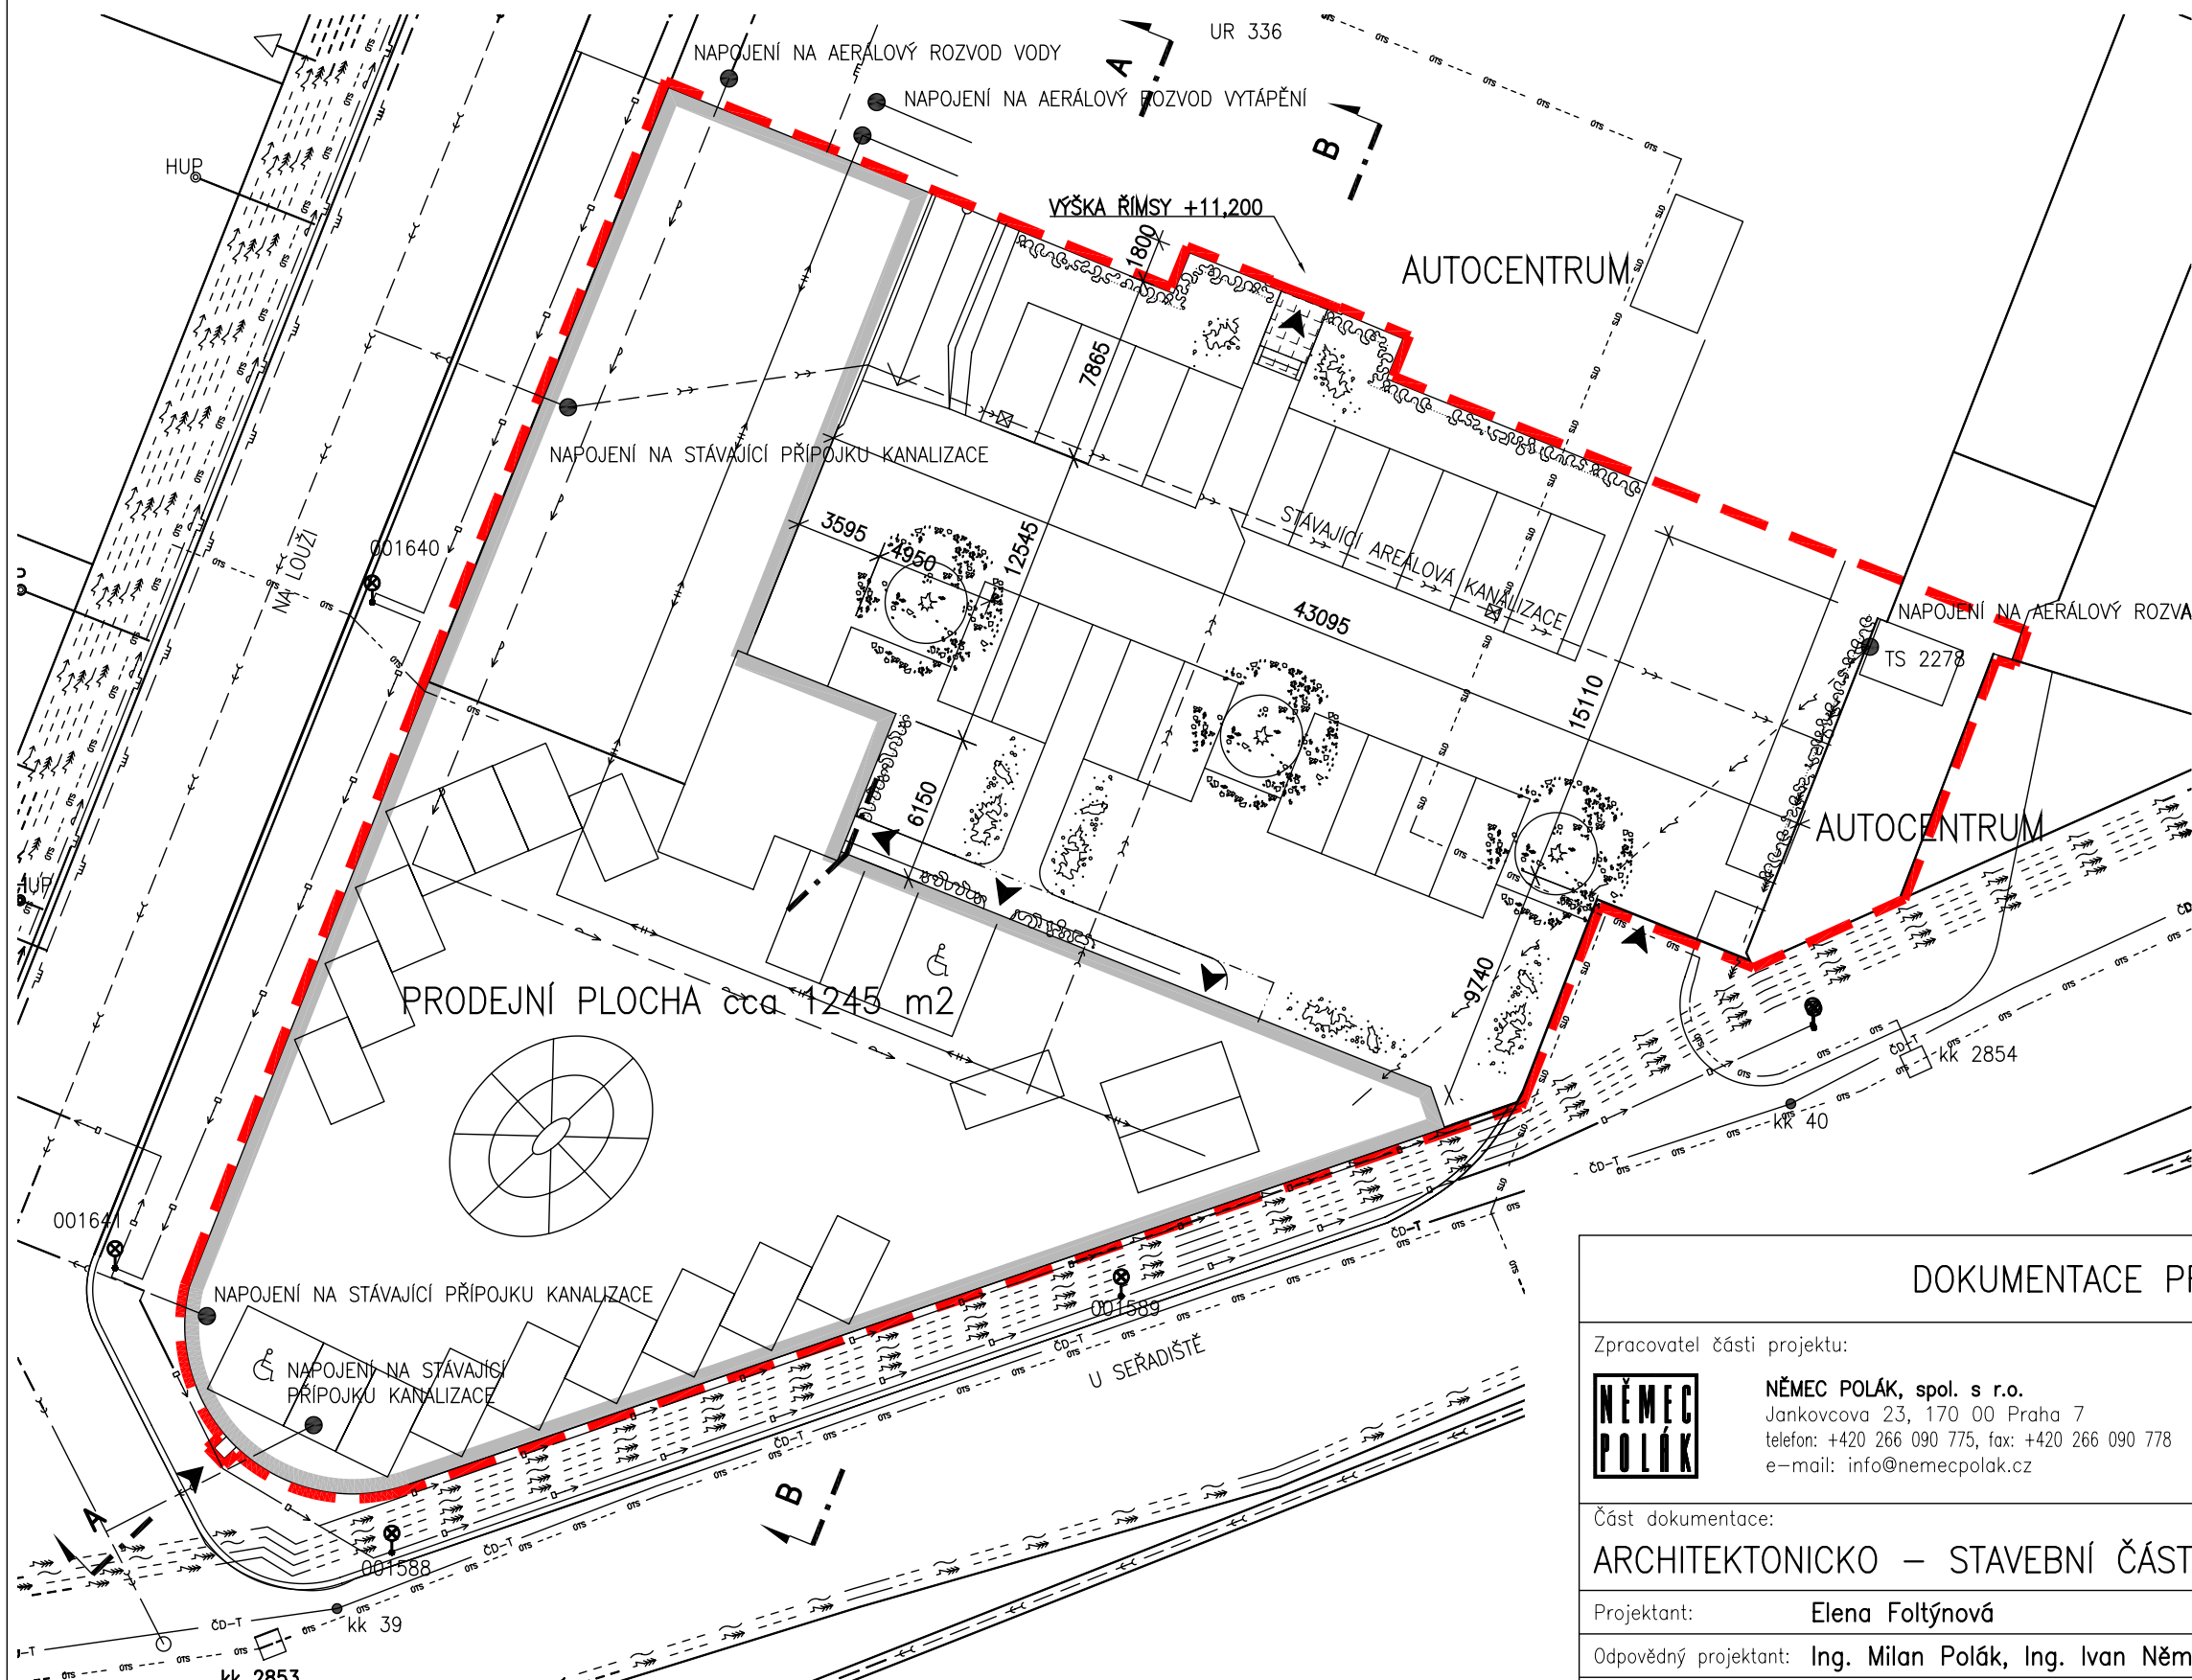 UR 336
NAPOJENÍ NA AERÁLOVÝ ROZVOD VODY
A
NAPOJENÍ NA AERÁLOVÝ ROZVOD VYTÁPĚNÍ
B
HUP
VÝŠKA ŘÍMSY +11,200
1800
AUTOCENTRUM
7865
NAPOJENÍ NA STÁVAJÍCÍ PŘÍPOJKU KANALIZACE
NA LOUŽI
001640
3595
4950
12545
STÁVAJÍCÍ AREÁLOVÁ KANALIZACE
43095
NAPOJENÍ NA AERÁLOVÝ ROZVA
TS 2278
15110
6150
AUTOCENTRUM
HUP
9740
PRODEJNÍ PLOCHA cca 1245 m2
kk 2854
kk 40
ČD-T
001641
NAPOJENÍ NA STÁVAJÍCÍ PŘÍPOJKU KANALIZACE
001589
U SEŘADIŠTĚ
NAPOJENÍ NA STÁVAJÍCÍ
PŘÍPOJKU KANALIZACE
ČD-T
B
A
001588
ČD-T
kk 39
kk 2853
DOKUMENTACE PR
Zpracovatel části projektu:
NĚMEC
POLÁK
NĚMEC POLÁK, spol. s r.o.
Jankovcova 23, 170 00 Praha 7
telefon: +420 266 090 775, fax: +420 266 090 778
e-mail: info@nemecpolak.cz
Část dokumentace:
ARCHITEKTONICKO – STAVEBNÍ ČÁST
Projektant: Elena Foltýnová
Odpovědný projektant: Ing. Milan Polák, Ing. Ivan Něm